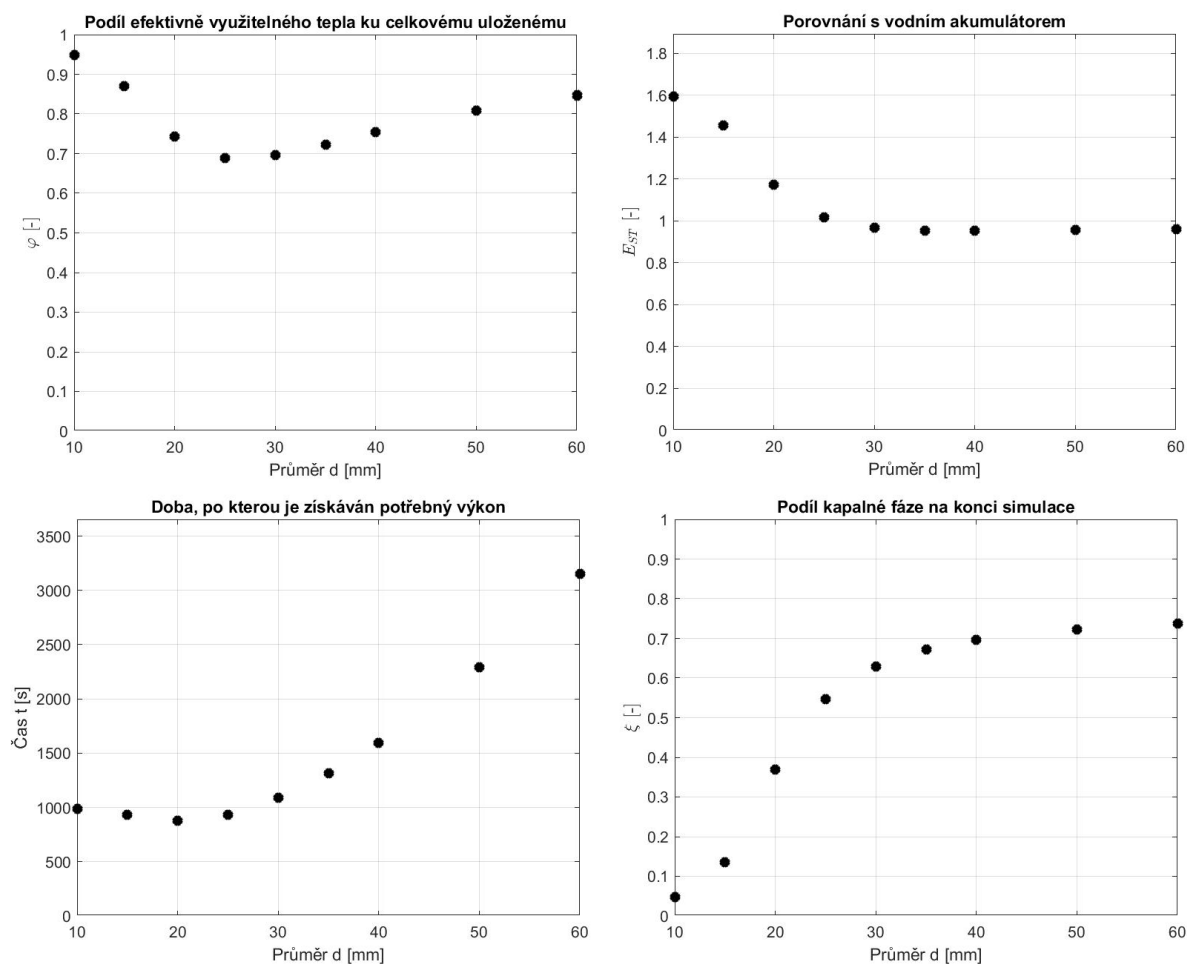 Podíl efektivně využitelného tepla ku celkovému uloženému
1
0.9
0.8
0.7
0.6
0.5
0.4
0.3
0.2
0.1
0
φ [-]
10 20 30 40 50 60
Průměr d [mm]
Porovnání s vodním akumulátorem
1.8
1.6
1.4
1.2
1
0.8
0.6
0.4
0.2
0
E_ST [-]
10 20 30 40 50 60
Průměr d [mm]
Doba, po kterou je získáván potřebný výkon
3500
3000
2500
2000
1500
1000
500
0
Čas t [s]
10 20 30 40 50 60
Průměr d [mm]
Podíl kapalné fáze na konci simulace
1
0.9
0.8
0.7
0.6
0.5
0.4
0.3
0.2
0.1
0
ξ [-]
10 20 30 40 50 60
Průměr d [mm]